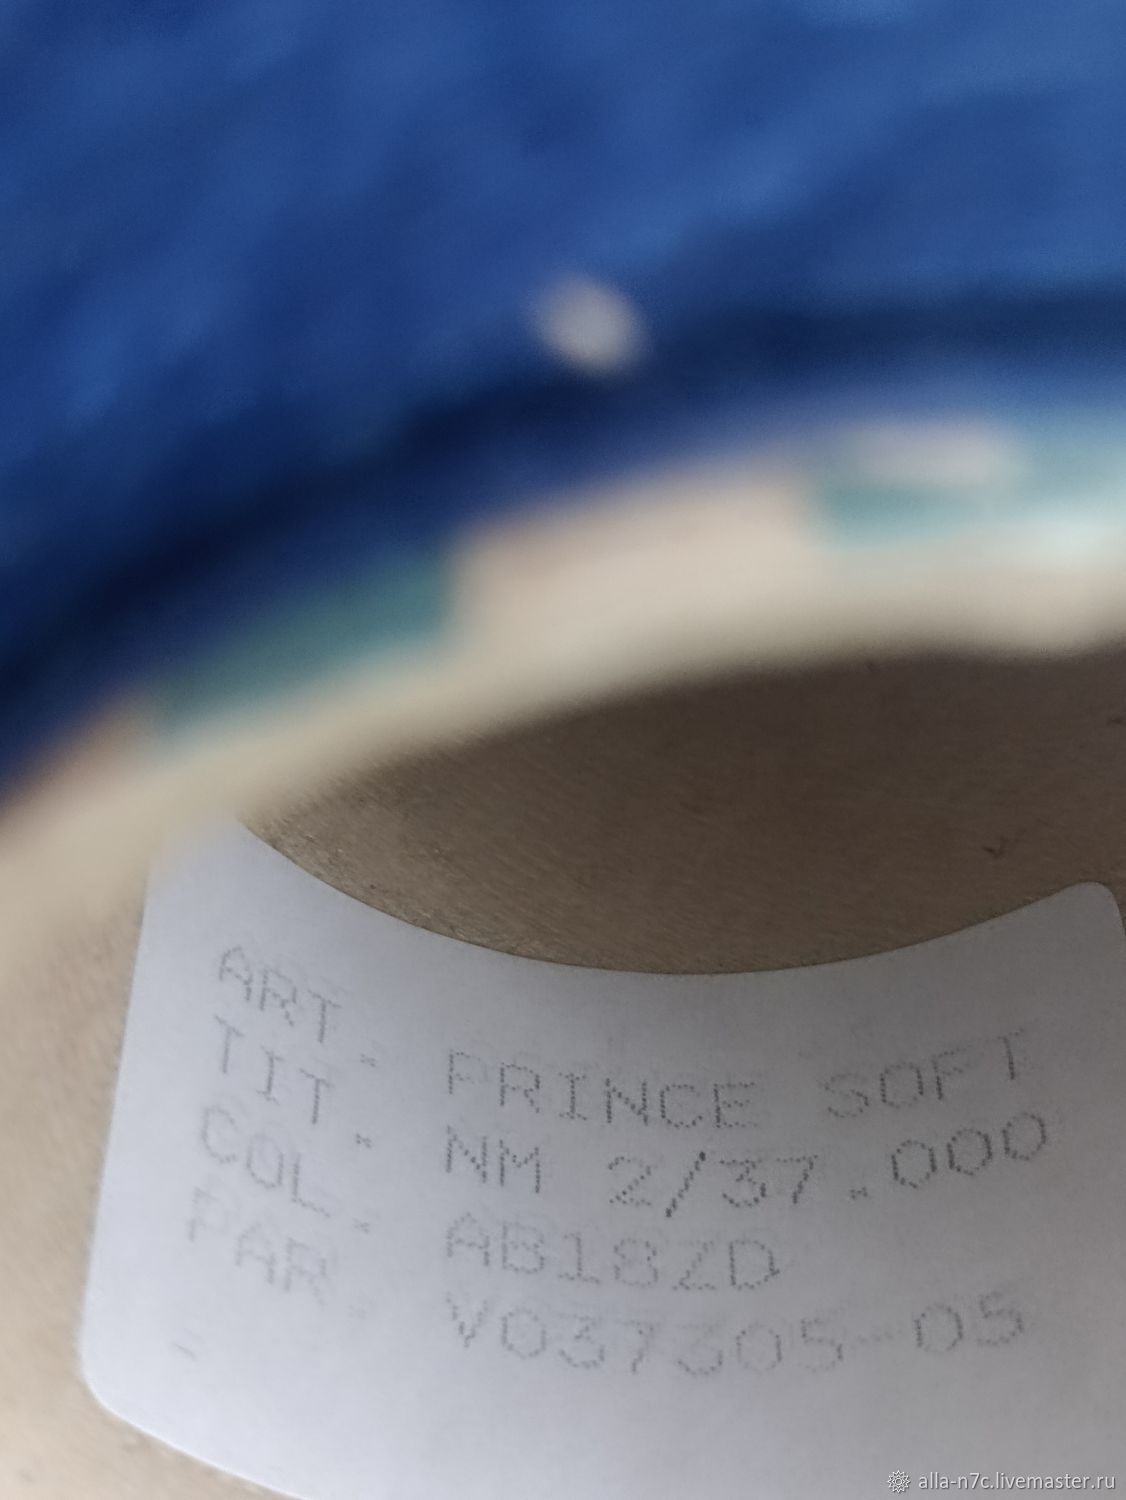 ART. PRINCE SOFT
TIT. NM 2/37.000
COL. AB18ZD
PAR. V037305-05
-
alla-n7c.livemaster.ru